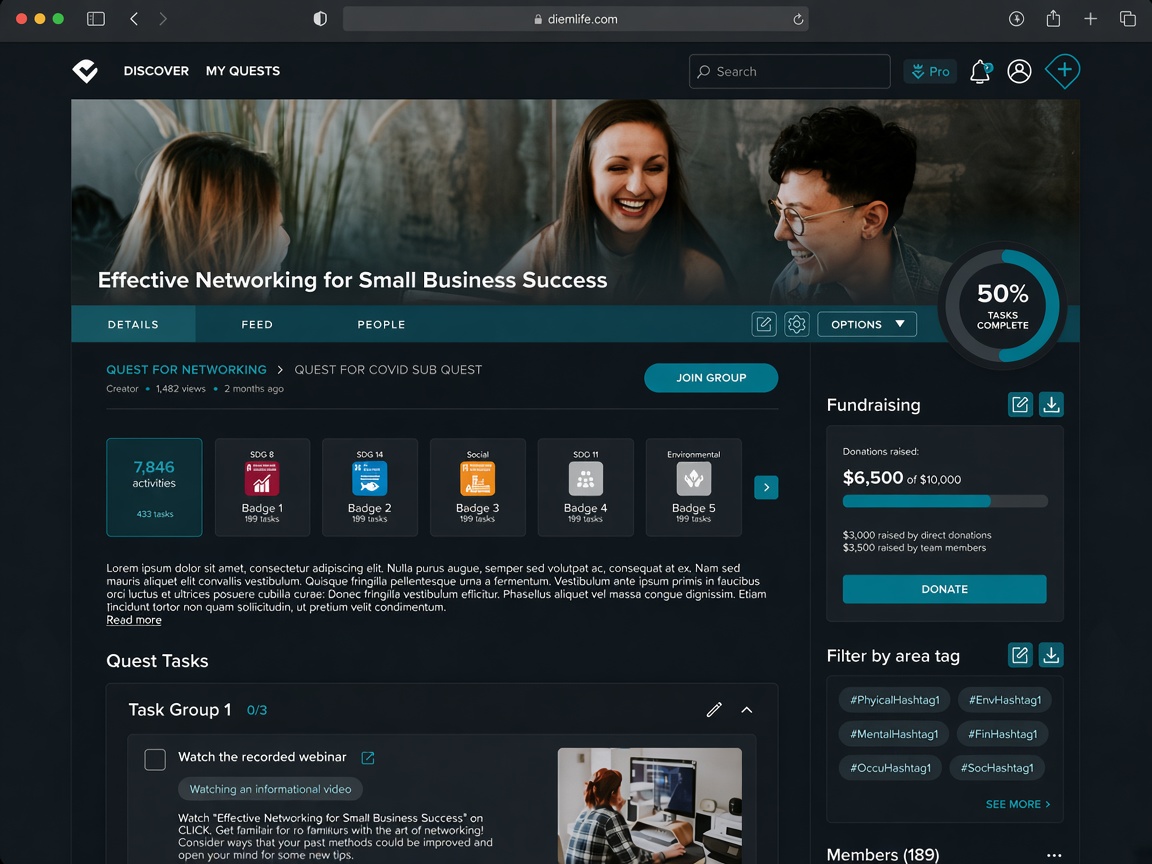 diemlife.com
DISCOVER
MY QUESTS
Search
Pro
Effective Networking for Small Business Success
50%
TASKS
COMPLETE
DETAILS
FEED
PEOPLE
OPTIONS
QUEST FOR NETWORKING > QUEST FOR COVID SUB QUEST
Creator • 1,482 views • 2 months ago
JOIN GROUP
7,846
activities
433 tasks
SDG 8
Badge 1
199 tasks
SDG 14
Badge 2
199 tasks
Social
Badge 3
199 tasks
SDG 11
Badge 4
199 tasks
Environmental
Badge 5
199 tasks
Lorem ipsum dolor sit amet, consectetur adipiscing elit. Nulla purus augue, semper sed volutpat ac, consequat at ex. Nam sed
mauris aliquet elit convallis vestibulum. Quisque fringilla pellentesque urna a fermentum. Vestibulum ante ipsum primis in faucibus
orci luctus et ultrices posuere cubilla curae: Donec fringilla vestibulum efficitur. Phasellus aliquet vel massa congue dignissim. Etiam
tincidunt tortor non quam sollicitudin, ut pretium velit condimentum.
Read more
Quest Tasks
Task Group 1 0/3
Watch the recorded webinar
Watching an informational video
Watch "Effective Networking for Small Business Success" on
CLICK. Get familair for ro famikurs with the art of networking!
Consider ways that your past methods could be improved and
open your mind for some new tips.
Fundraising
Donations raised:
$6,500 of $10,000
$3,000 raised by direct donations
$3,500 raised by team members
DONATE
Filter by area tag
#PhyicalHashtag1
#EnvHashtag1
#MentalHashtag1
#FinHashtag1
#OccuHashtag1
#SocHashtag1
SEE MORE >
Members (189)